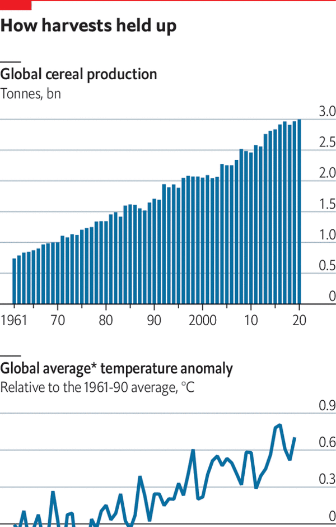 How harvests held up
Global cereal production
Tonnes, bn
3.0
2.5
2.0
1.5
1.0
0.5
0
1961 70 80 90 2000 10 20
Global average* temperature anomaly
Relative to the 1961-90 average, °C
0.9
0.6
0.3
0